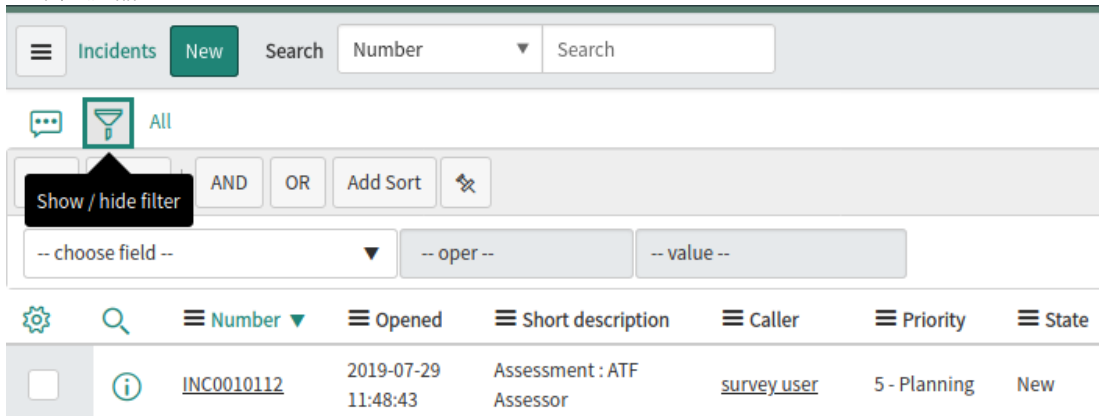 Incidents New Search Number Search
All
AND OR Add Sort
Show / hide filter
-- choose field -- -- oper -- -- value --
Number Opened Short description Caller Priority State
INC0010112 2019-07-29 11:48:43 Assessment : ATF Assessor survey user 5 - Planning New